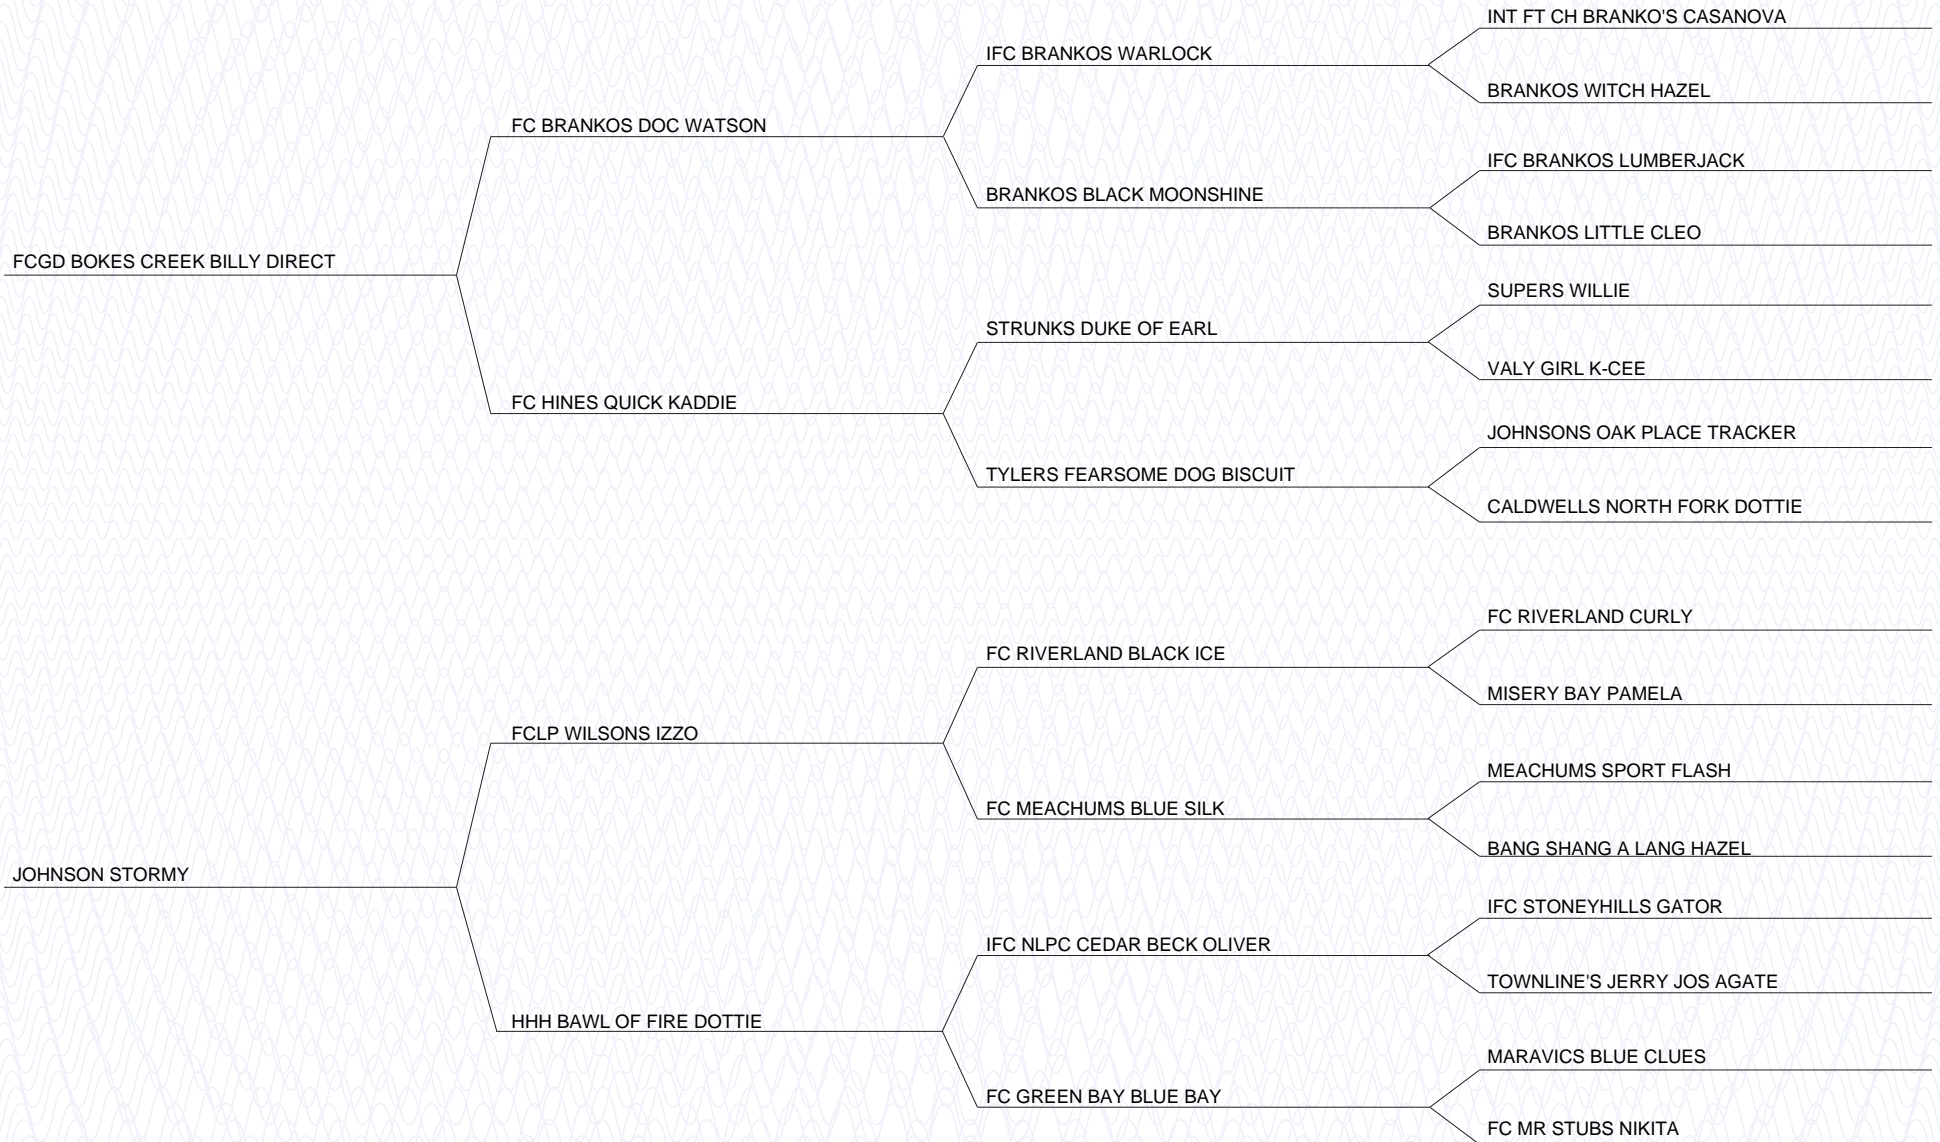 INT FT CH BRANKO'S CASANOVA
IFC BRANKOS WARLOCK
BRANKOS WITCH HAZEL
FC BRANKOS DOC WATSON
IFC BRANKOS LUMBERJACK
BRANKOS BLACK MOONSHINE
BRANKOS LITTLE CLEO
FCGD BOKES CREEK BILLY DIRECT
SUPERS WILLIE
STRUNKS DUKE OF EARL
VALY GIRL K-CEE
FC HINES QUICK KADDIE
JOHNSONS OAK PLACE TRACKER
TYLERS FEARSOME DOG BISCUIT
CALDWELLS NORTH FORK DOTTIE
FC RIVERLAND CURLY
FC RIVERLAND BLACK ICE
MISERY BAY PAMELA
FCLP WILSONS IZZO
MEACHUMS SPORT FLASH
FC MEACHUMS BLUE SILK
BANG SHANG A LANG HAZEL
JOHNSON STORMY
IFC STONEYHILLS GATOR
IFC NLPC CEDAR BECK OLIVER
TOWNLINE'S JERRY JOS AGATE
HHH BAWL OF FIRE DOTTIE
MARAVICS BLUE CLUES
FC GREEN BAY BLUE BAY
FC MR STUBS NIKITA